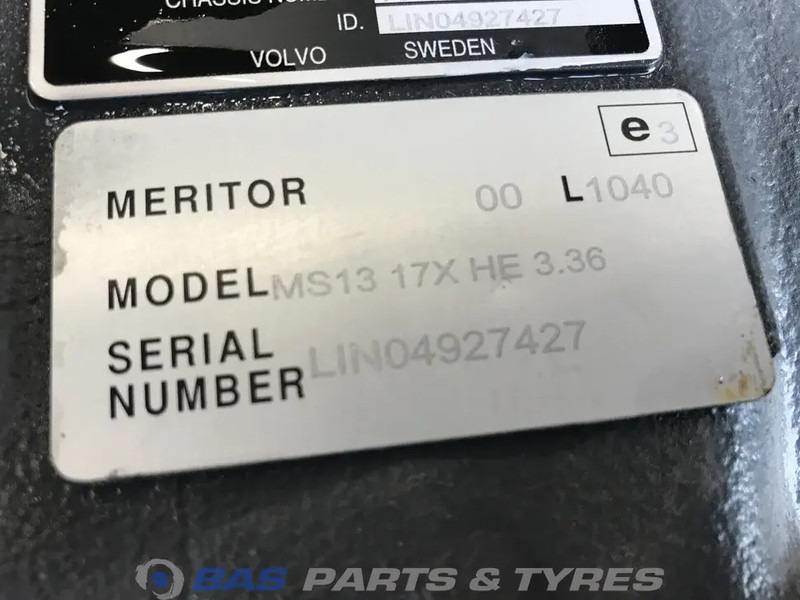 ID. LIN04927427
VOLVO SWEDEN
e3
MERITOR 00 L1040
MODEL MS13 17X HE 3.36
SERIAL
NUMBER LIN04927427
BAS PARTS & TYRES